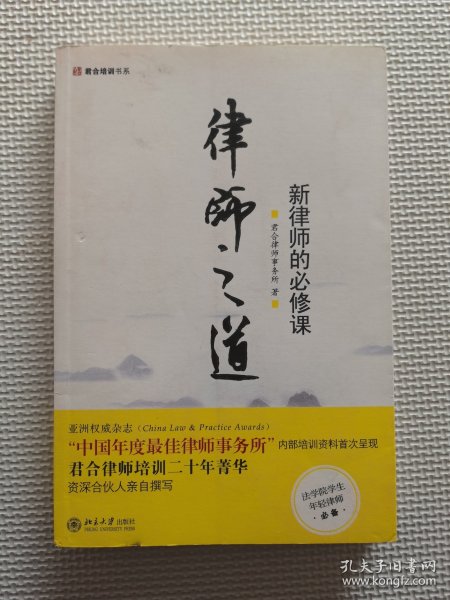 君合培训书系
律师之道
新律师的必修课
君合律师事务所 著
亚洲权威杂志（China Law & Practice Awards）
“中国年度最佳律师事务所”内部培训资料首次呈现
君合律师培训二十年菁华
资深合伙人亲自撰写
法学院学生
年轻律师
必备
北京大学出版社
PEKING UNIVERSITY PRESS
孔夫子旧书网
www.kongfz.com